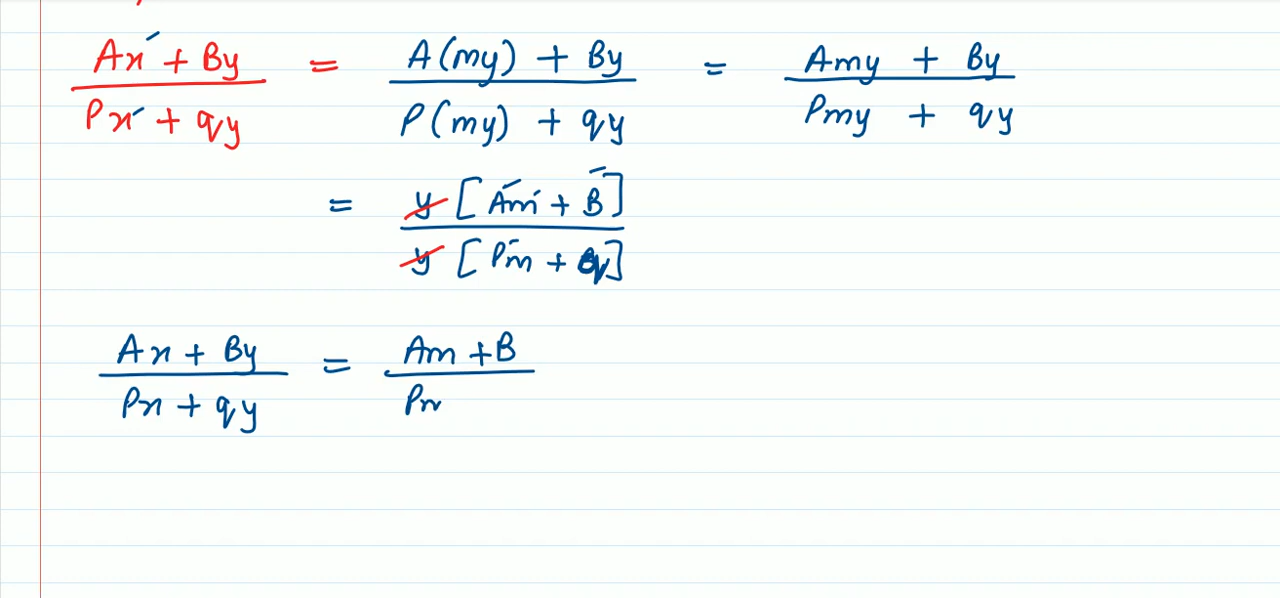 Ax + By = A(my) + By = Amy + By
Px + qy P(my) + qy Pmy + qy
= y [Am + B]
y [Pm + q]
Ax + By = Am + B
Px + qy Pm